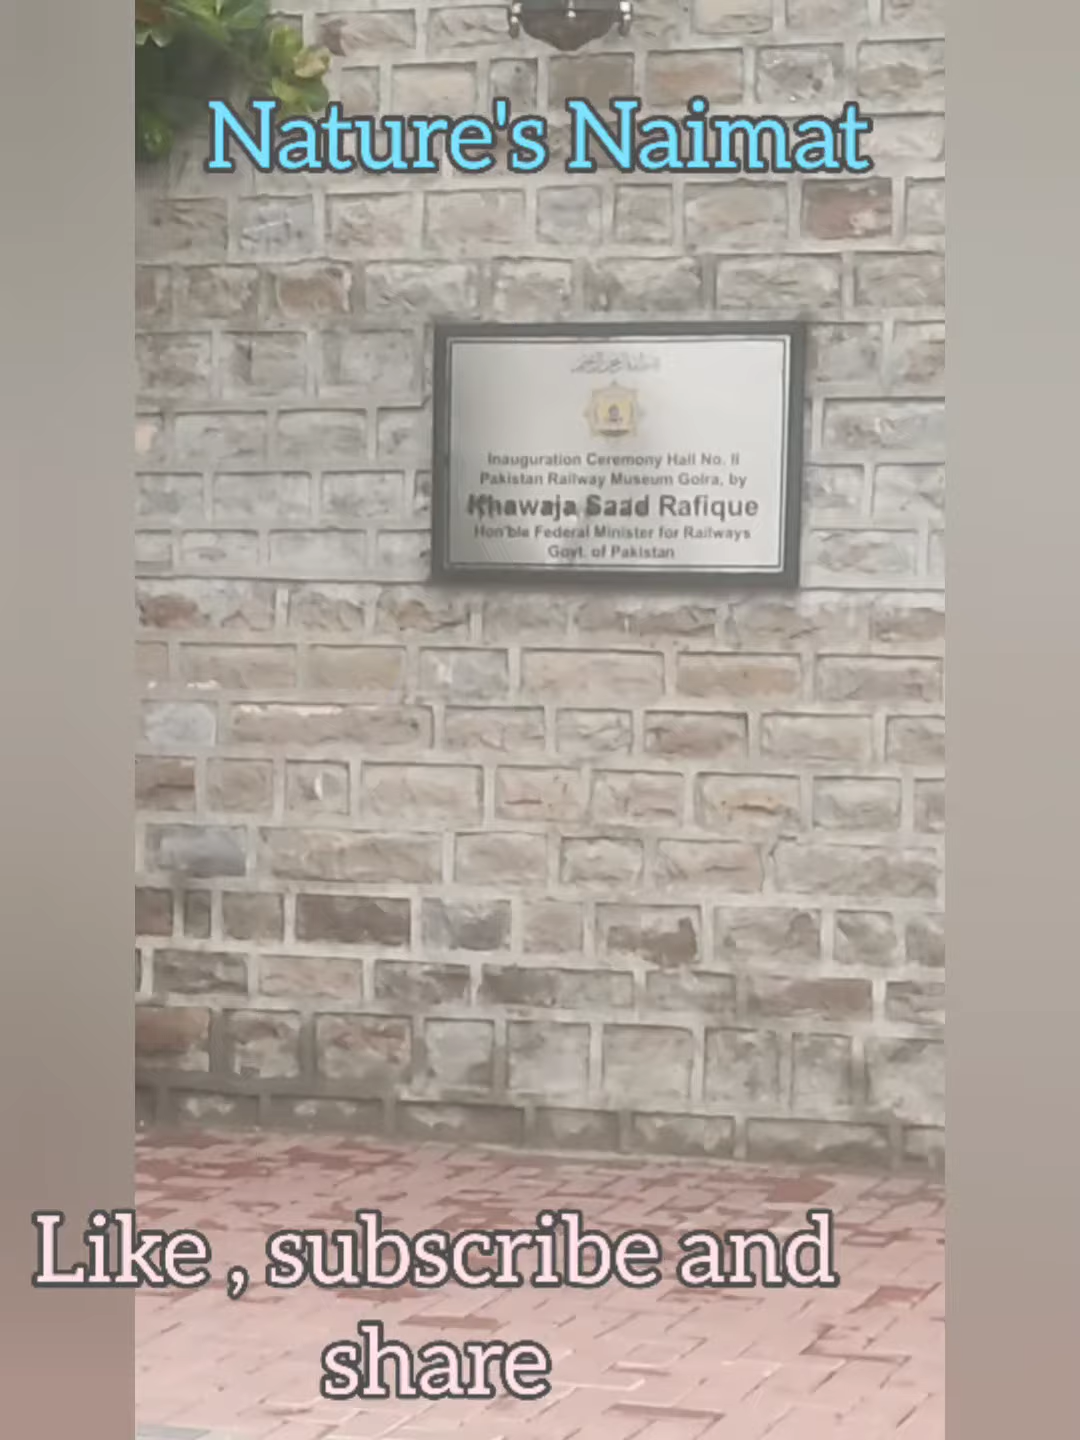 Nature's Naimat
Inauguration Ceremony Hall No. II
Pakistan Railway Museum Golra, by
Khawaja Saad Rafique
Hon'ble Federal Minister for Railways
Govt. of Pakistan
Like , subscribe and
share